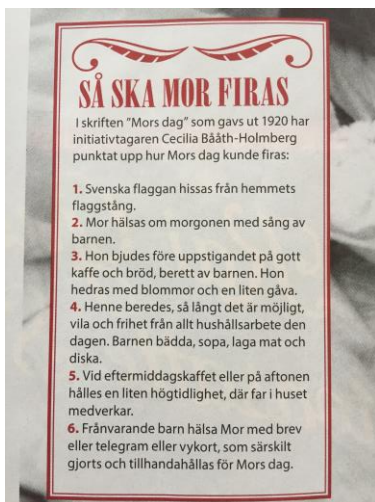 SÅ SKA MOR FIRAS
I skriften "Mors dag" som gavs ut 1920 har
initiativtagaren Cecilia Bååth-Holmberg
punktat upp hur Mors dag kunde firas:
1. Svenska flaggan hissas från hemmets
flaggstång.
2. Mor hälsas om morgonen med sång av
barnen.
3. Hon bjudes före uppstigandet på gott
kaffe och bröd, berett av barnen. Hon
hedras med blommor och en liten gåva.
4. Henne beredes, så långt det är möjligt,
vila och frihet från allt hushållsarbete den
dagen. Barnen bädda, sopa, laga mat och
diska.
5. Vid eftermiddagskaffet eller på aftonen
hålles en liten högtidlighet, där far i huset
medverkar.
6. Frånvarande barn hälsa Mor med brev
eller telegram eller vykort, som särskilt
gjorts och tillhandahållas för Mors dag.